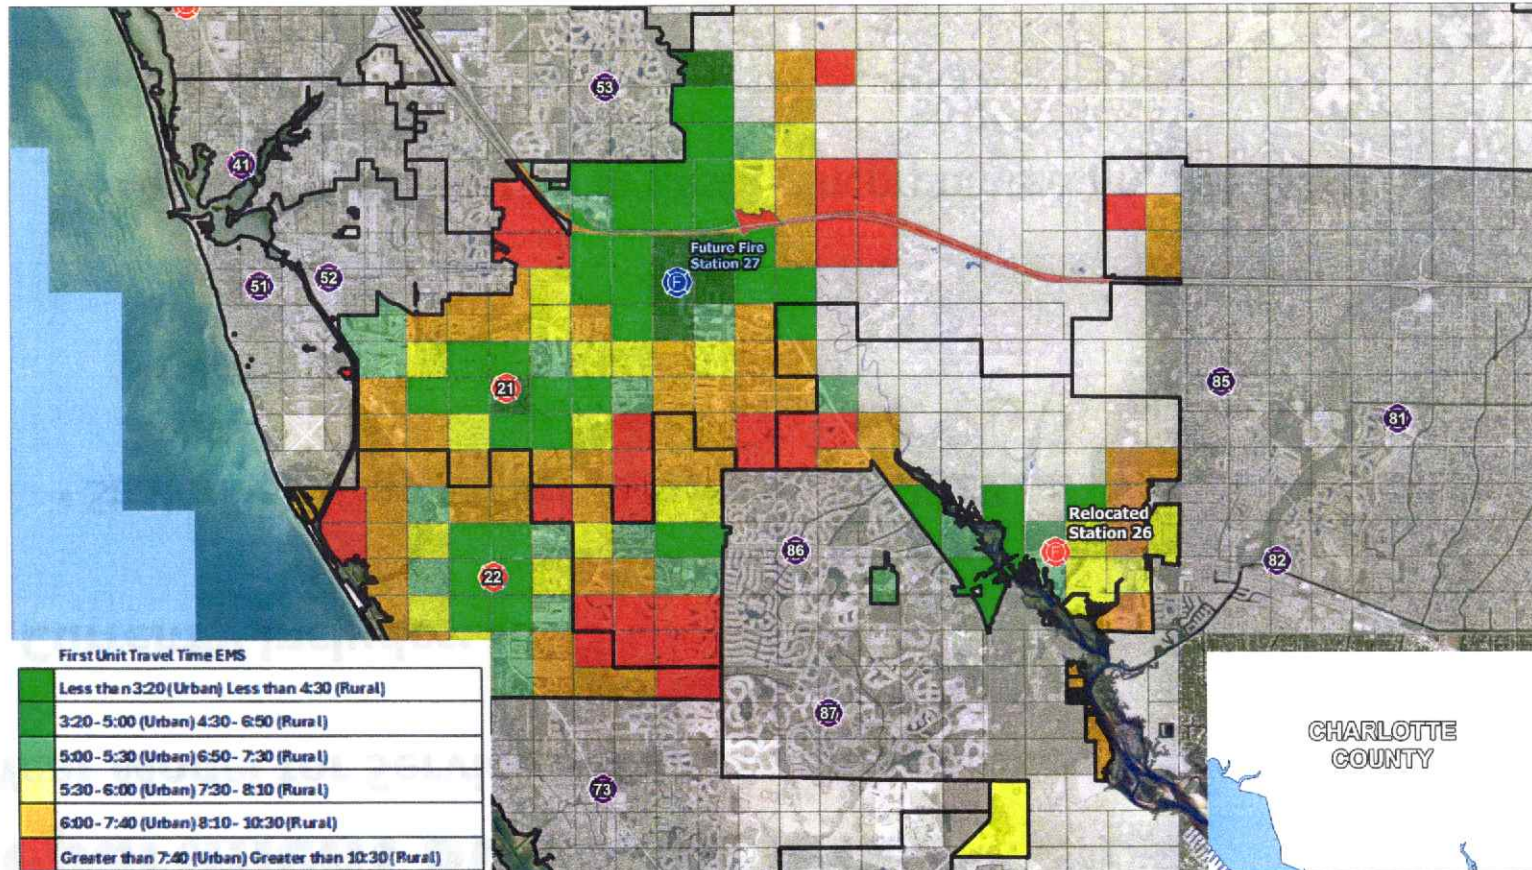 53
41
Future Fire
Station 27
F
51
52
21
85
81
Relocated
Station 26
F
86
82
22
First Unit Travel Time EMS
Less than 3:20 (Urban) Less than 4:30 (Rural)
3:20 - 5:00 (Urban) 4:30 - 6:50 (Rural)
5:00 - 5:30 (Urban) 6:50 - 7:30 (Rural)
5:30 - 6:00 (Urban) 7:30 - 8:10 (Rural)
6:00 - 7:40 (Urban) 8:10 - 10:30 (Rural)
Greater than 7:40 (Urban) Greater than 10:30 (Rural)
87
73
CHARLOTTE
COUNTY